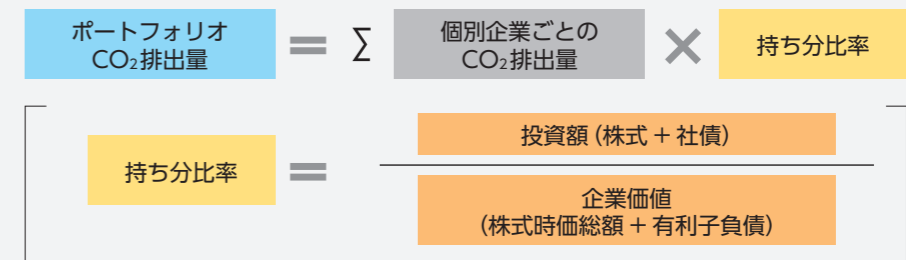 ポートフォリオ
CO₂排出量
= Σ
個別企業ごとの
CO₂排出量
×
持ち分比率
持ち分比率
=
投資額(株式 + 社債)
企業価値
(株式時価総額 + 有利子負債)